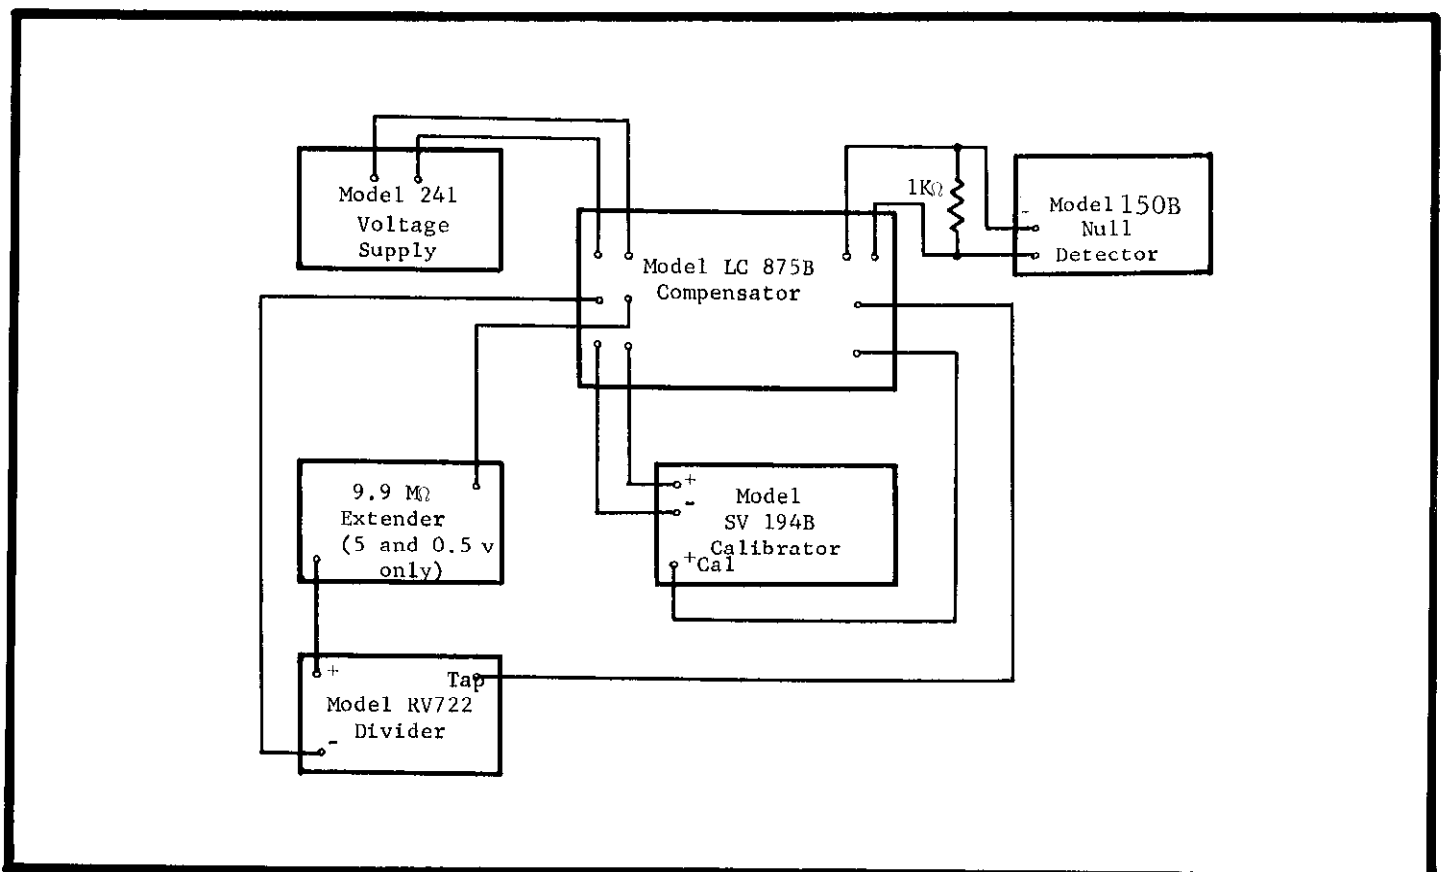 Model 241
Voltage
Supply
1KΩ
-
Model 150B
Null
Detector
Model LC 875B
Compensator
9.9 MΩ
Extender
(5 and 0.5 v
only)
+
-
Model
SV 194B
Calibrator
+Cal
+
Tap
Model RV722
Divider
-